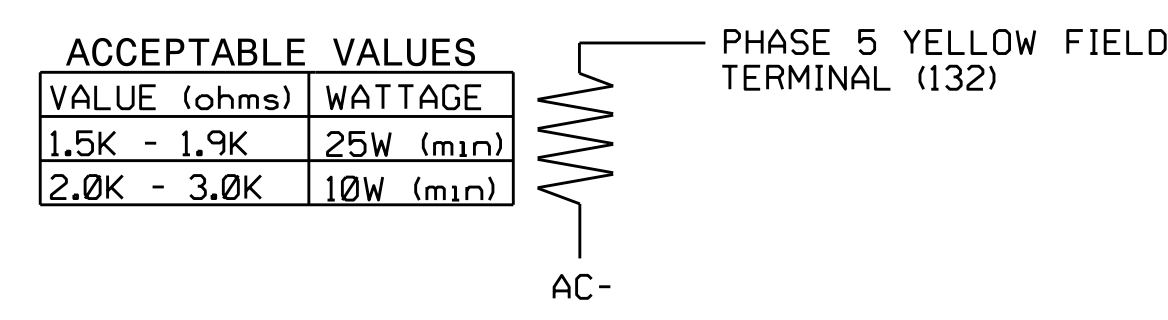 ACCEPTABLE VALUES
VALUE (ohms) WATTAGE
1.5K - 1.9K 25W (min)
2.0K - 3.0K 10W (min)
PHASE 5 YELLOW FIELD
TERMINAL (132)
AC-